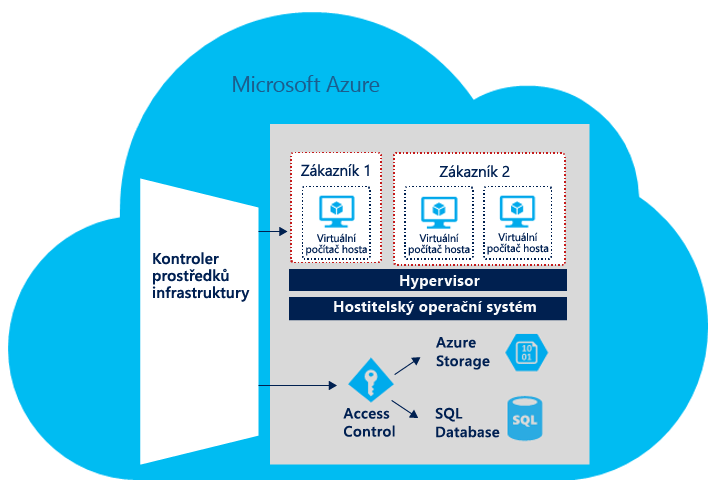 Microsoft Azure
Zákazník 1
Zákazník 2
Virtuální
počítač hosta
Virtuální
počítač hosta
Virtuální
počítač hosta
Kontroler
prostředků
infrastruktury
Hypervisor
Hostitelský operační systém
Azure
Storage
10
01
Access
Control
SQL
Database
SQL